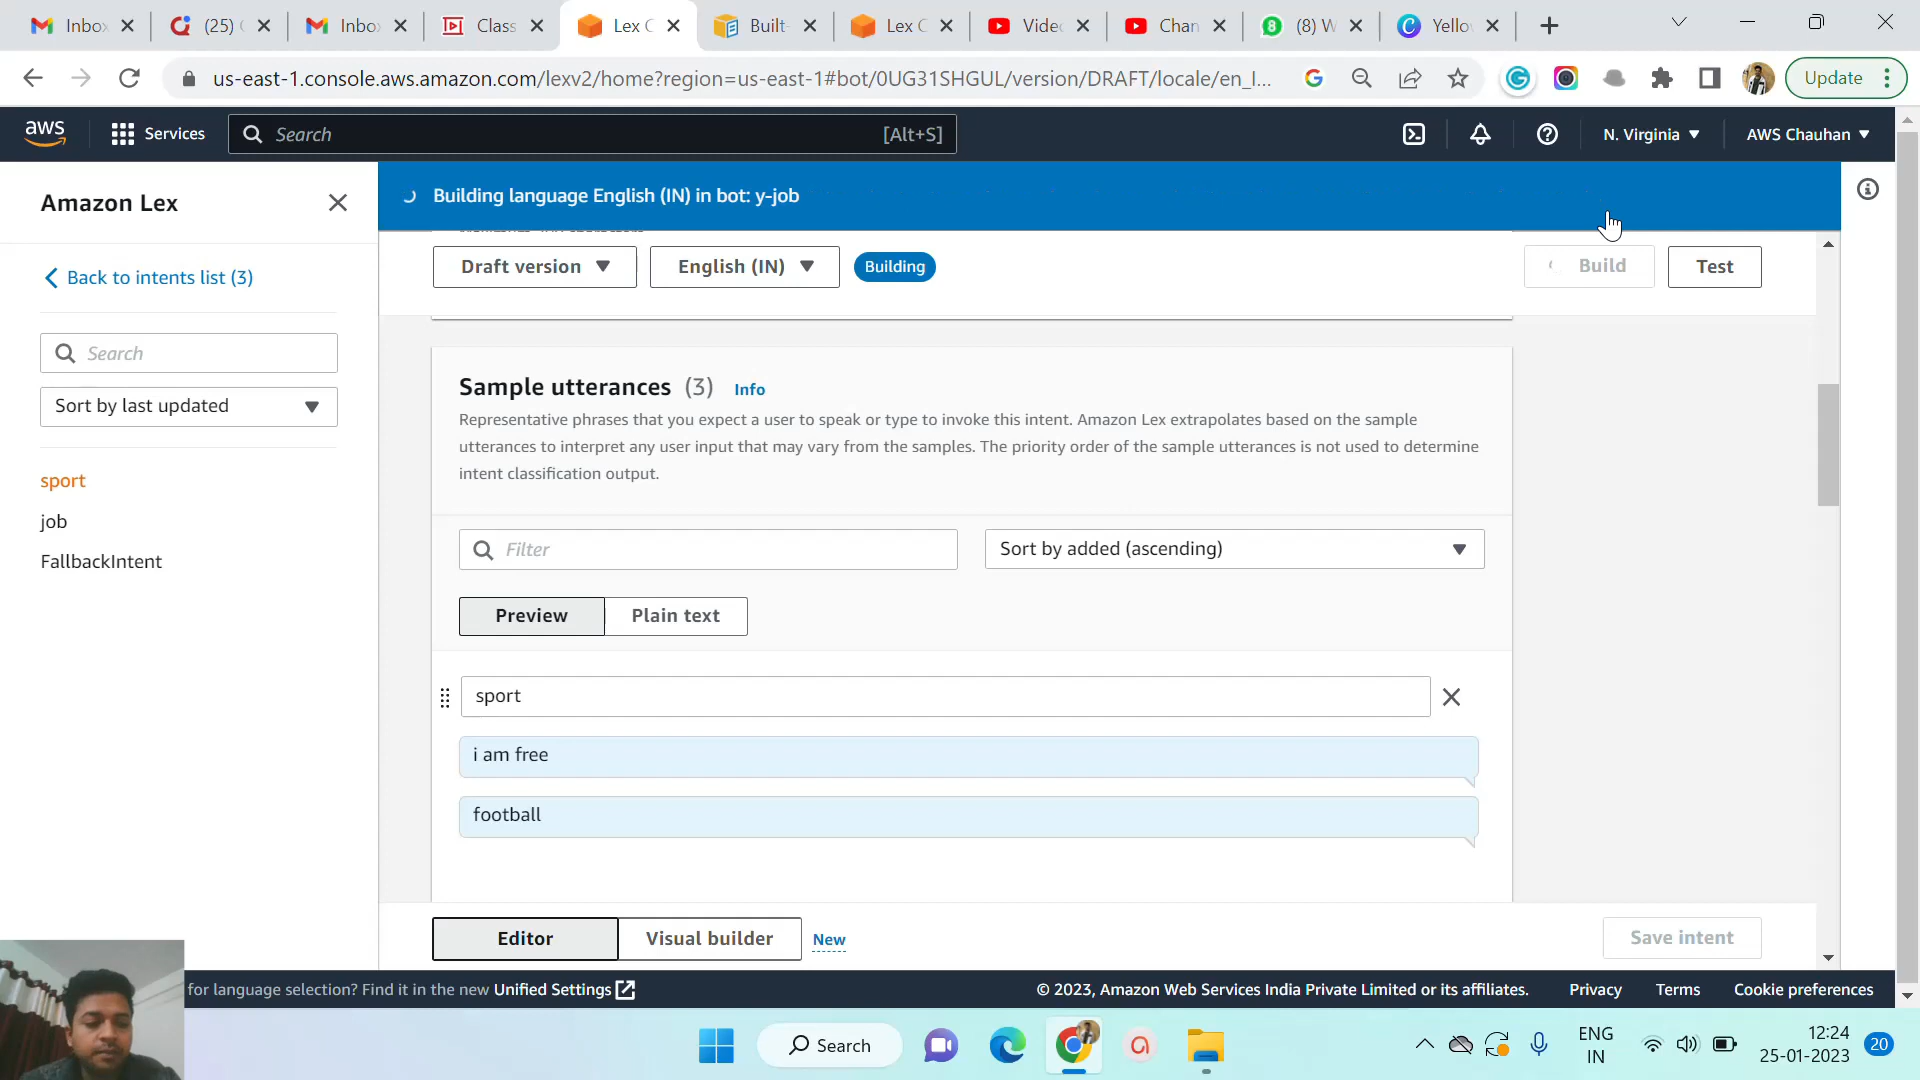 Inbox
(25)
Inbo
Class
Lex C
Built-
Lex C
Vide
Chan
(8) W
Yello
us-east-1.console.aws.amazon.com/lexv2/home?region=us-east-1#bot/0UG31SHGUL/version/DRAFT/locale/en_I...
Update
aws
Services
Search
[Alt+S]
N. Virginia
AWS Chauhan
Amazon Lex
Building language English (IN) in bot: y-job
Back to intents list (3)
Draft version
English (IN)
Building
Build
Test
Search
Sort by last updated
sport
job
FallbackIntent
Sample utterances (3) Info
Representative phrases that you expect a user to speak or type to invoke this intent. Amazon Lex extrapolates based on the sample
utterances to interpret any user input that may vary from the samples. The priority order of the sample utterances is not used to determine
intent classification output.
Filter
Sort by added (ascending)
Preview
Plain text
sport
i am free
football
Editor
Visual builder
New
Save intent
for language selection? Find it in the new Unified Settings
© 2023, Amazon Web Services India Private Limited or its affiliates.
Privacy
Terms
Cookie preferences
Search
ENG
IN
12:24
25-01-2023
20